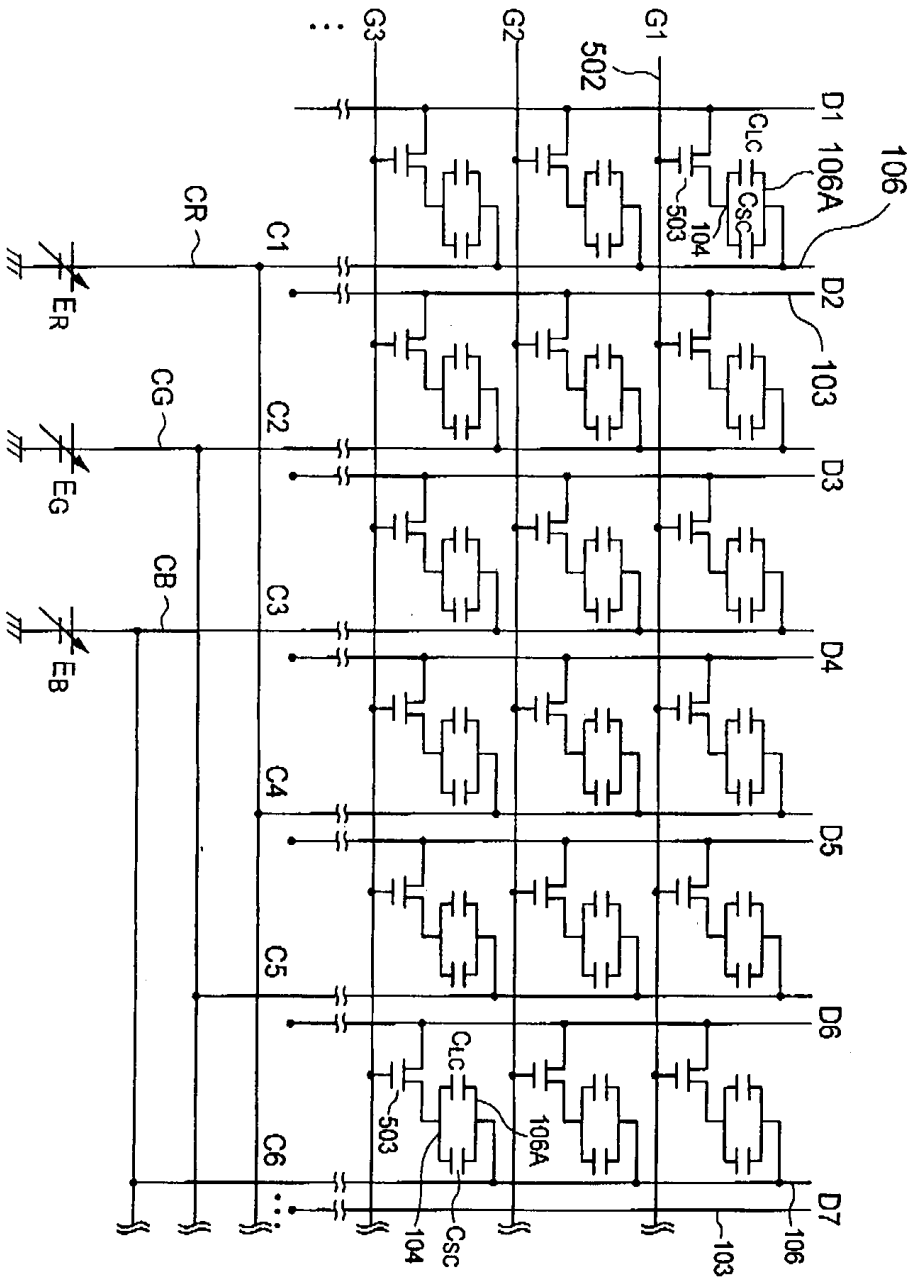 D1 106 D2 D3 D4 D5 D6 D7
106A 103 106 103
CLC
G1 502 CSC
104
503
G2
G3
⋮
CLC
106A
503
104
CSC
C1 C2 C3 C4 C5 C6 ...
CR CG CB
ER EG EB